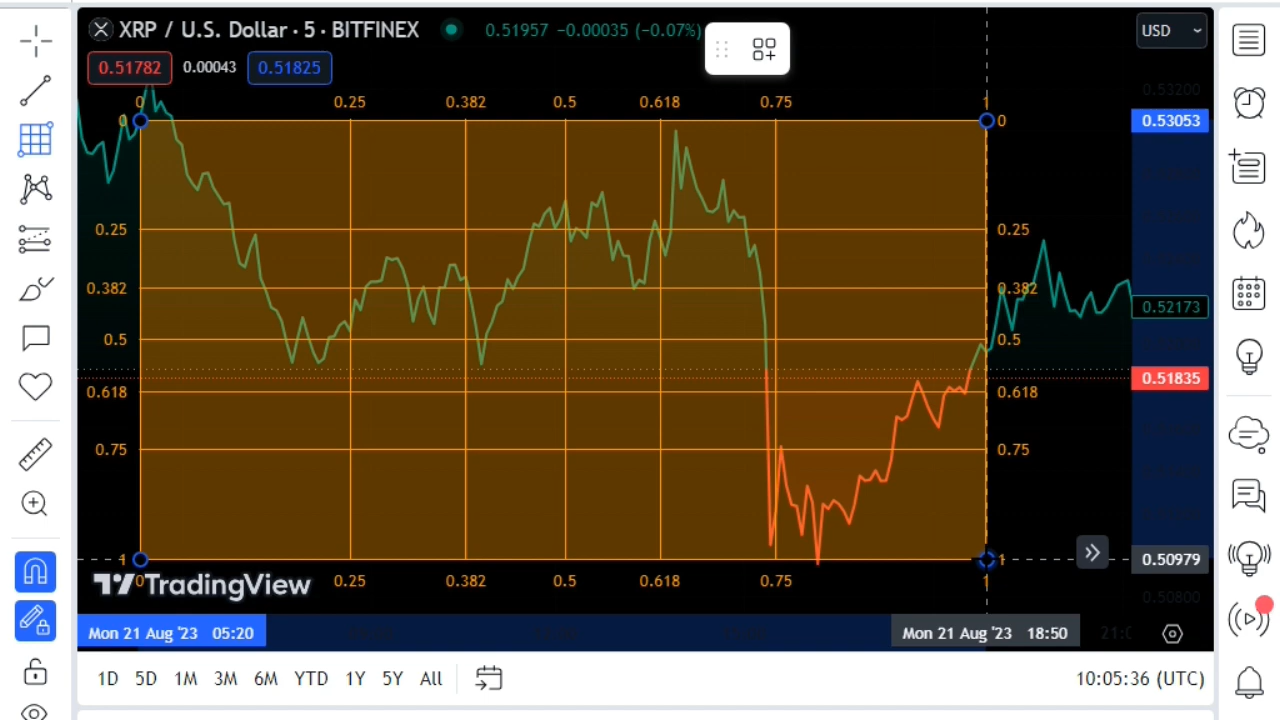 XRP / U.S. Dollar · 5 · BITFINEX 0.51957 −0.00035 (−0.07%)
USD
0.51782 0.00043 0.51825
0.53200
0 0.25 0.382 0.5 0.618 0.75 1
0 0 0.53053
0.25 0.25
0.382 0.382
0.52173
0.5 0.5
0.51835
0.618 0.618
0.75 0.75
1 1 0.50979
TradingView
0 0.25 0.382 0.5 0.618 0.75 1
0.50800
Mon 21 Aug '23 05:20 Mon 21 Aug '23 18:50
1D 5D 1M 3M 6M YTD 1Y 5Y All 10:05:36 (UTC)